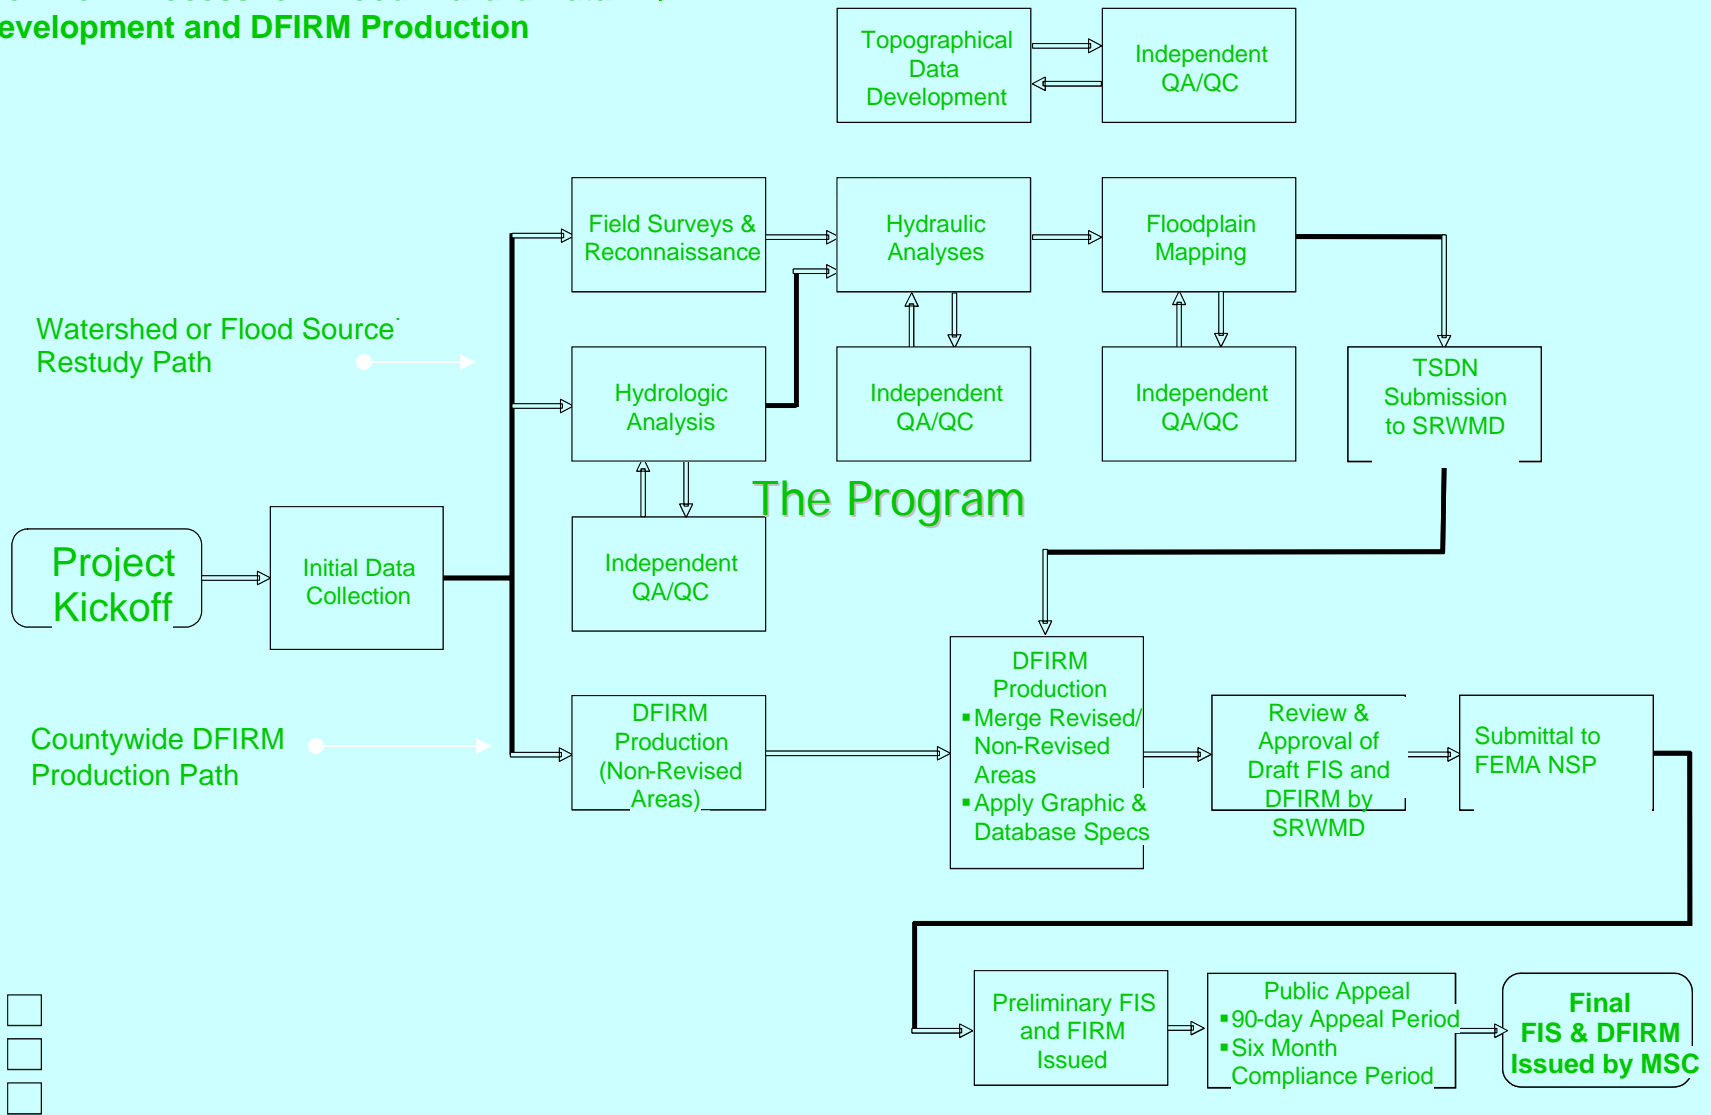 evelopment and DFIRM Production
Topographical
Data
Development
Independent
QA/QC
Field Surveys &
Reconnaissance
Hydraulic
Analyses
Floodplain
Mapping
Watershed or Flood Source
Restudy Path
Hydrologic
Analysis
Independent
QA/QC
Independent
QA/QC
TSDN
Submission
to SRWMD
The Program
Project
Kickoff
Initial Data
Collection
Independent
QA/QC
Countywide DFIRM
Production Path
DFIRM
Production
(Non-Revised
Areas)
DFIRM
Production
▪ Merge Revised/
Non-Revised
Areas
▪ Apply Graphic &
Database Specs
Review &
Approval of
Draft FIS and
DFIRM by
SRWMD
Submittal to
FEMA NSP
Preliminary FIS
and FIRM
Issued
Public Appeal
▪ 90-day Appeal Period
▪ Six Month
Compliance Period
Final
FIS & DFIRM
Issued by MSC